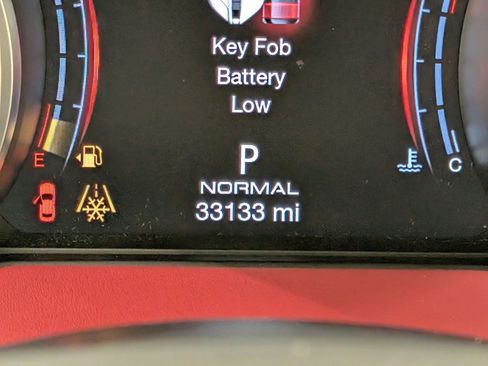 Key Fob
Battery
Low
E
P
C
NORMAL
33133 mi